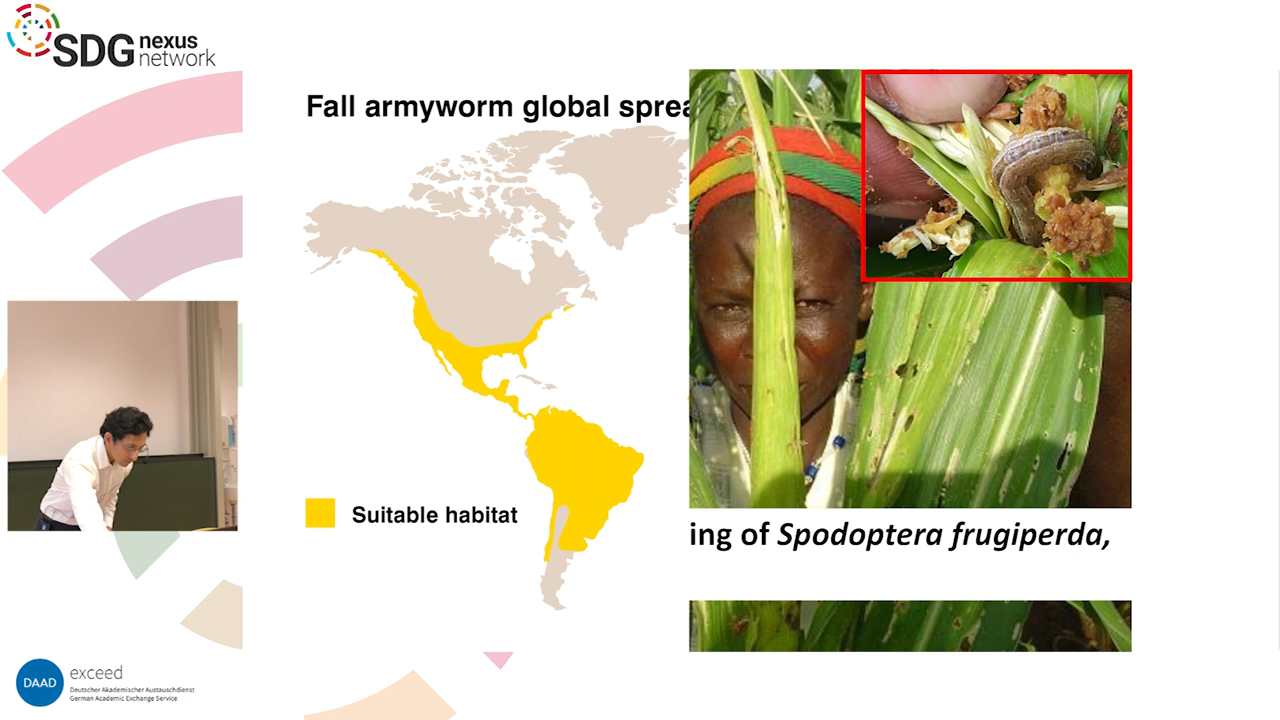 SDG nexus
network
Fall armyworm global sprea
Suitable habitat
ing of Spodoptera frugiperda,
DAAD
exceed
Deutscher Akademischer Austauschdienst
German Academic Exchange Service